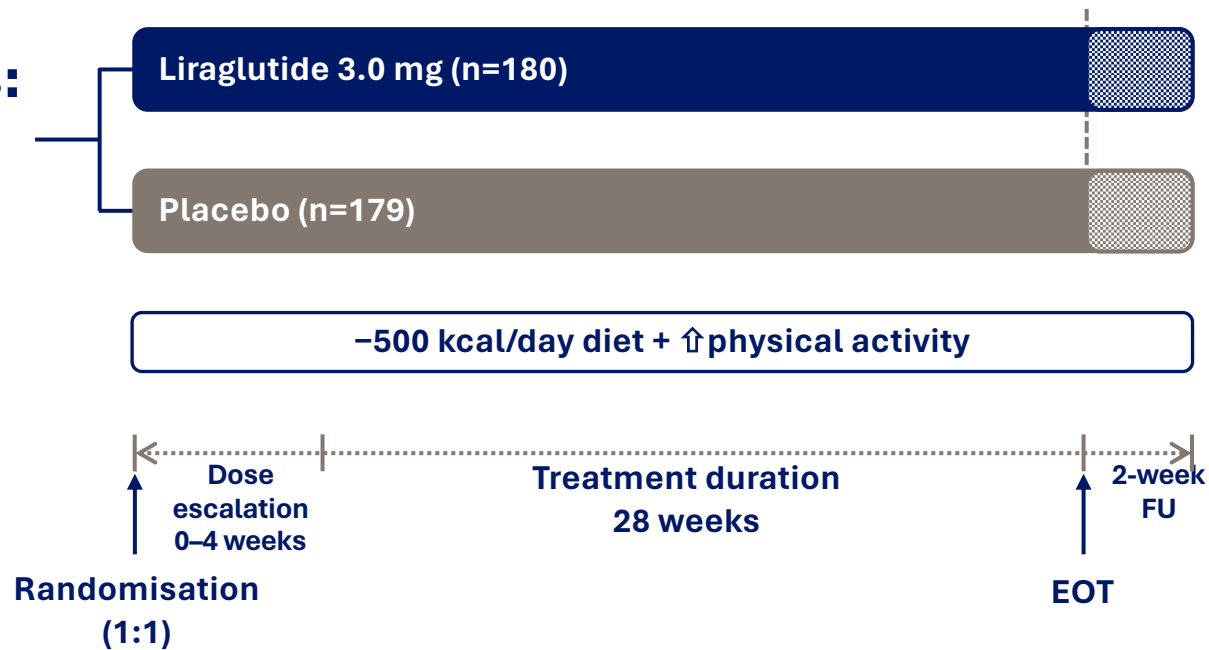 Liraglutide 3.0 mg (n=180)
Placebo (n=179)
−500 kcal/day diet + ⇧physical activity
Dose
escalation
0–4 weeks
Treatment duration
28 weeks
2-week
FU
Randomisation
(1:1)
EOT